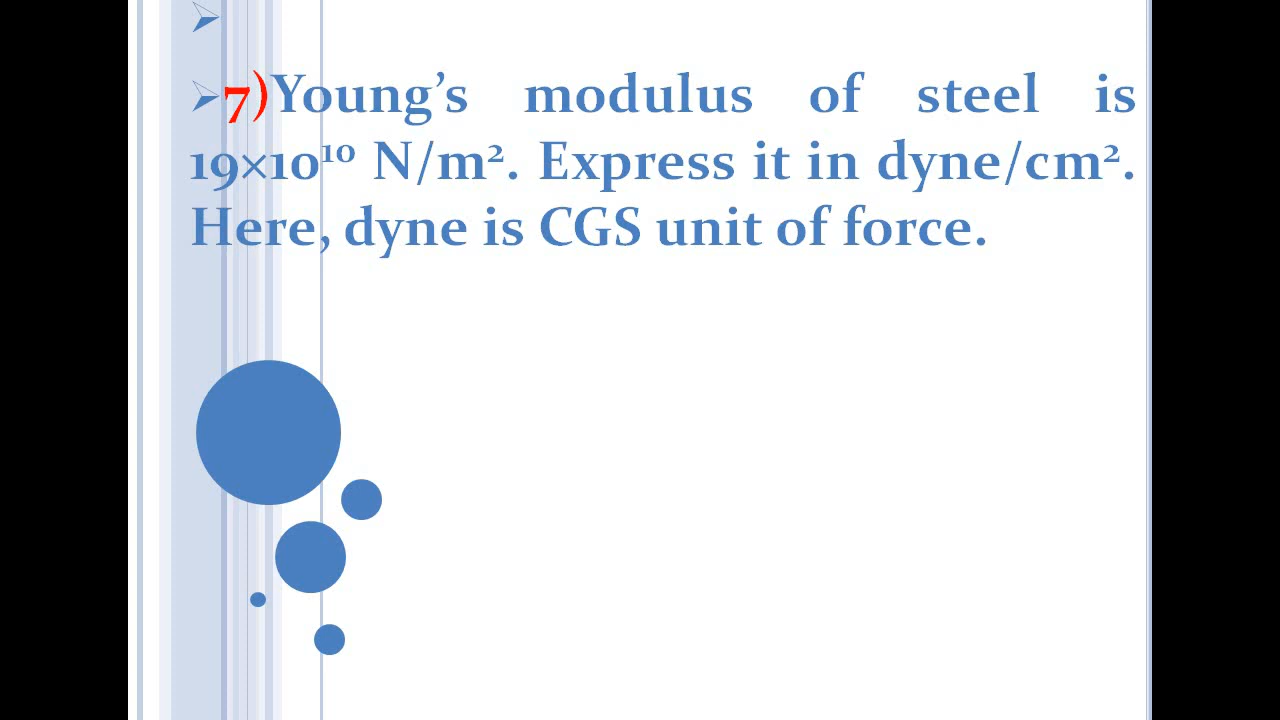 7)Young’s modulus of steel is
19×10¹⁰ N/m². Express it in dyne/cm².
Here, dyne is CGS unit of force.